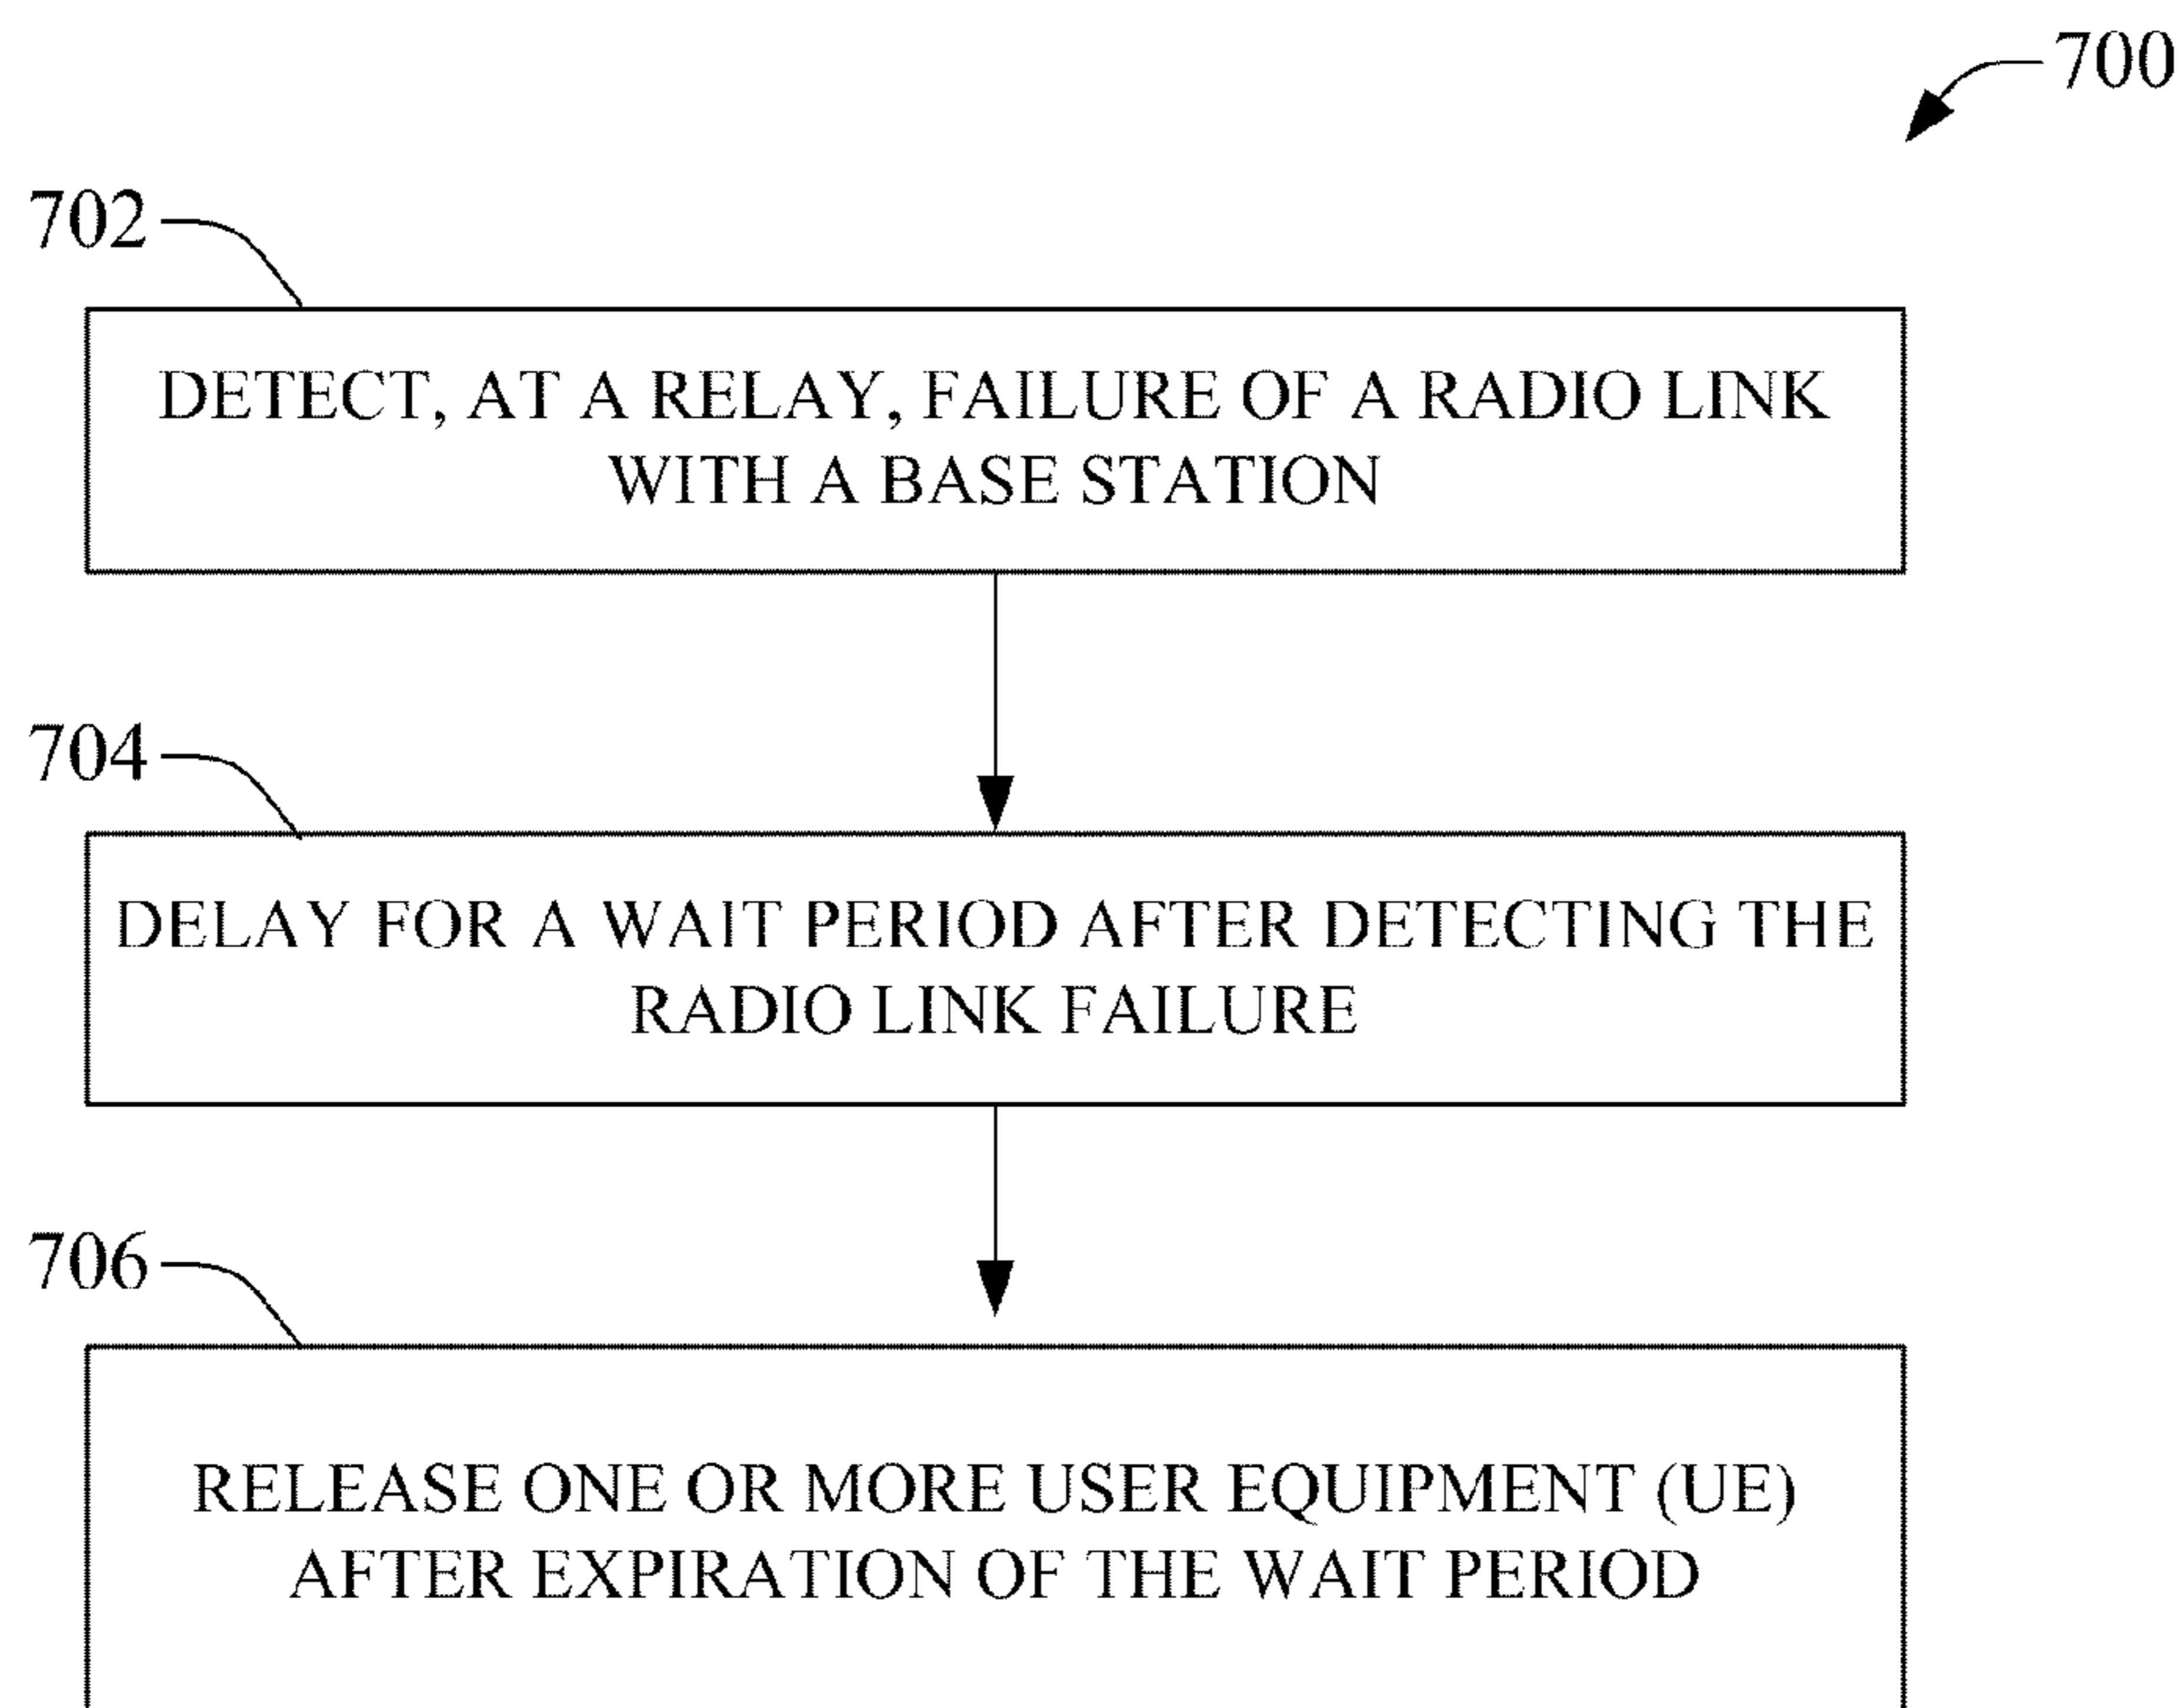 700
702
DETECT, AT A RELAY, FAILURE OF A RADIO LINK
WITH A BASE STATION
704
DELAY FOR A WAIT PERIOD AFTER DETECTING THE
RADIO LINK FAILURE
706
RELEASE ONE OR MORE USER EQUIPMENT (UE)
AFTER EXPIRATION OF THE WAIT PERIOD